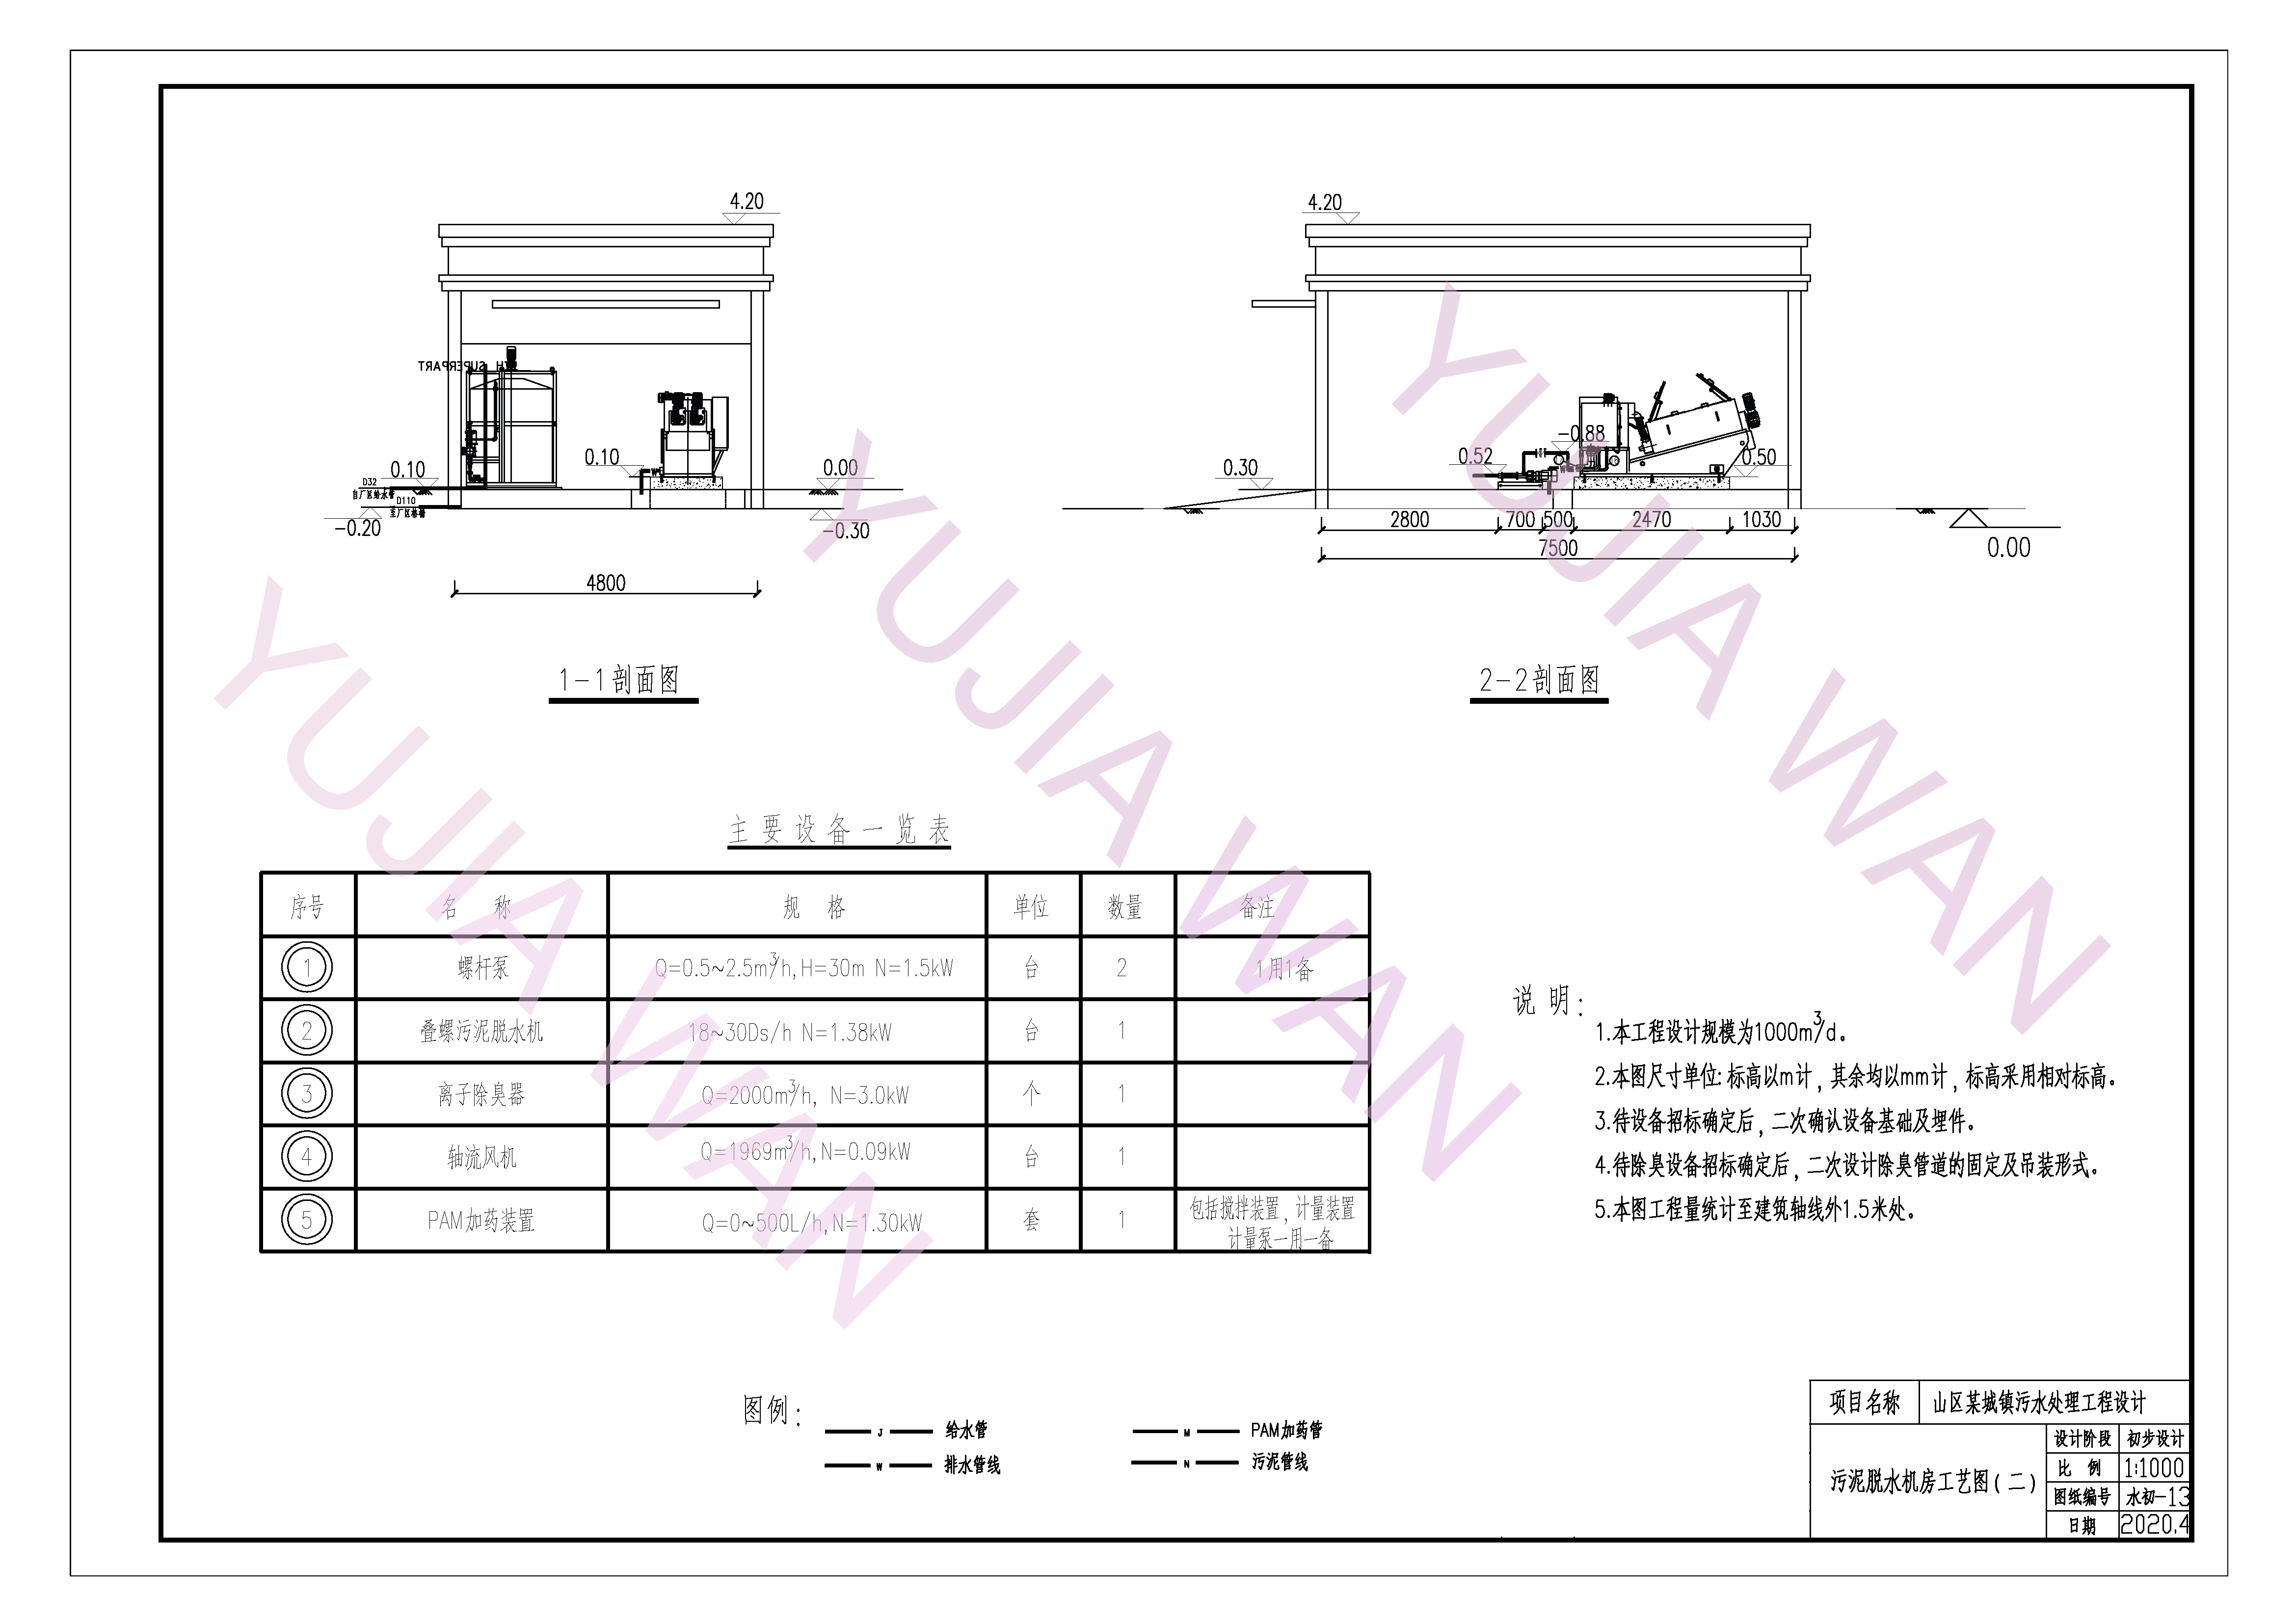 4.20
SUPERPART
0.10
0.10
0.00
D32
自厂区给水管
D110
至厂区格栅
-0.20
-0.30
4800
1-1剖面图
4.20
0.30
0.52
-0.88
0.50
2800 700 500 2470 1030
7500
0.00
2-2剖面图
主要设备一览表
序号 名 称 规 格 单位 数量 备注
1 螺杆泵 Q=0.5~2.5m³/h,H=30m N=1.5kW 台 2 1用1备
2 叠螺污泥脱水机 18~30Ds/h N=1.38kW 台 1
3 离子除臭器 Q=2000m³/h, N=3.0kW 个 1
4 轴流风机 Q=1969m³/h,N=0.09kW 台 1
5 PAM加药装置 Q=0~500L/h,N=1.30kW 套 1 包括搅拌装置,计量装置
计量泵一用一备
说 明:
1.本工程设计规模为1000m³/d。
2.本图尺寸单位:标高以m计,其余均以mm计,标高采用相对标高。
3.待设备招标确定后,二次确认设备基础及埋件。
4.待除臭设备招标确定后,二次设计除臭管道的固定及吊装形式。
5.本图工程量统计至建筑轴线外1.5米处。
图例:
J 给水管
M PAM加药管
W 排水管线
N 污泥管线
项目名称 山区某城镇污水处理工程设计
污泥脱水机房工艺图(二)
设计阶段 初步设计
比 例 1:1000
图纸编号 水初-13
日期 2020.4
YUJIA WAN
YUJIA WAN
YUJIA WAN